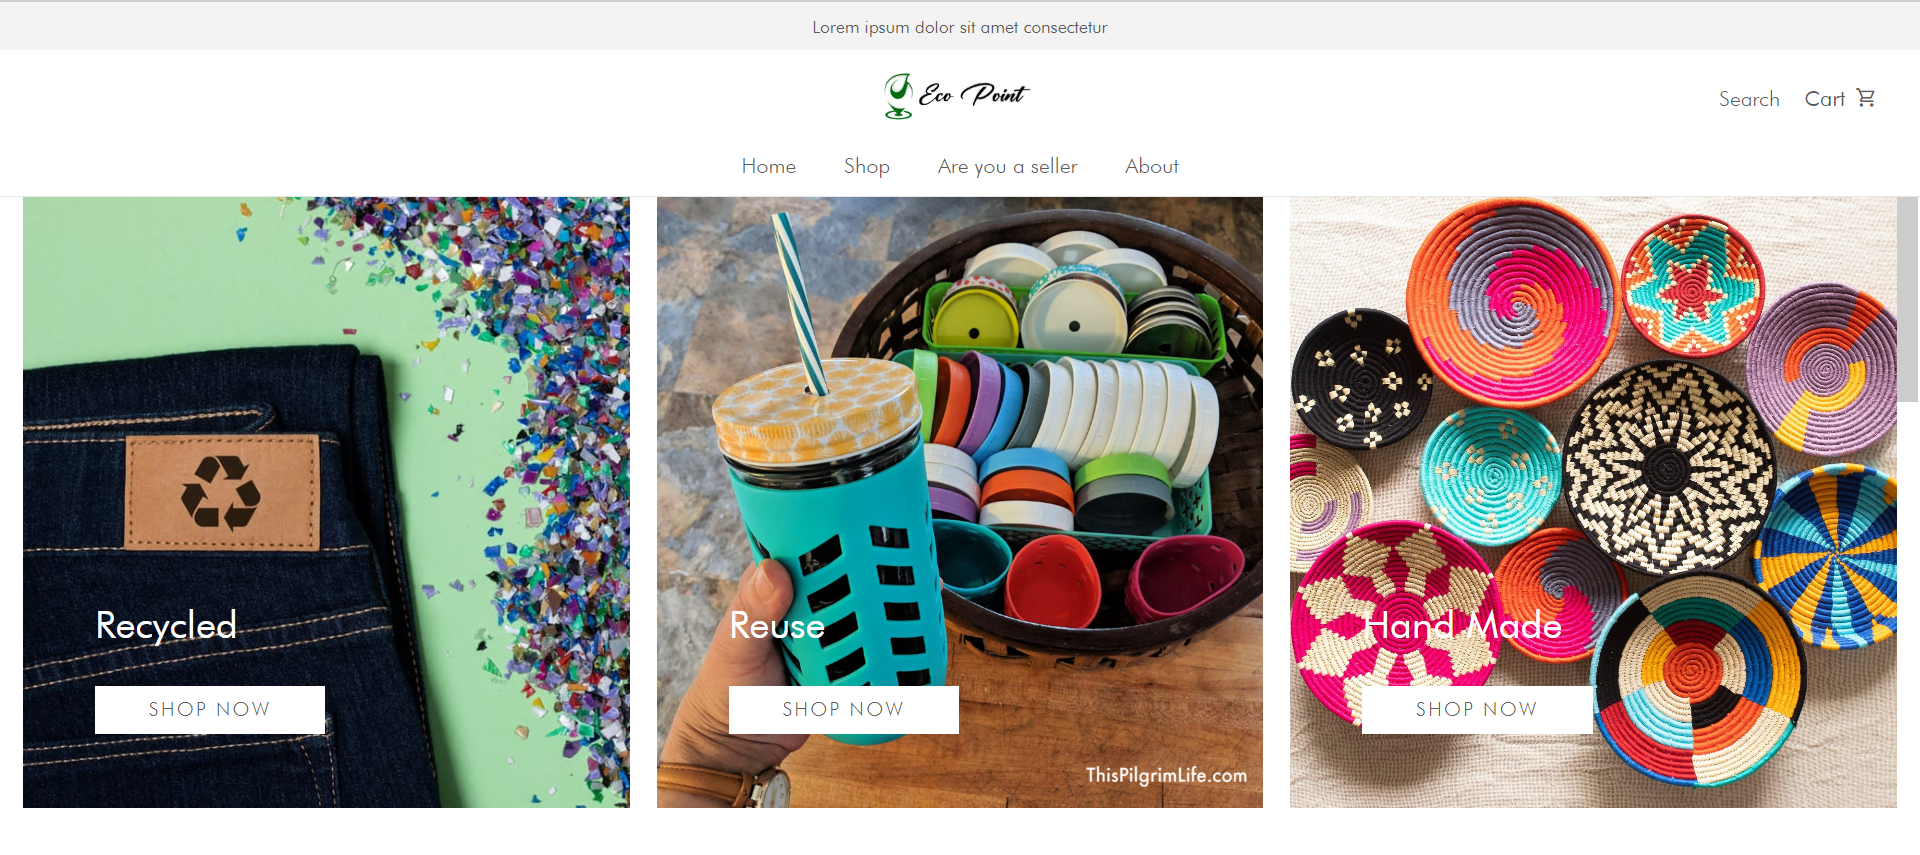 Lorem ipsum dolor sit amet consectetur
Eco Point
Search Cart
Home Shop Are you a seller About
Recycled
SHOP NOW
Reuse
SHOP NOW
ThisPilgrimLife.com
Hand Made
SHOP NOW